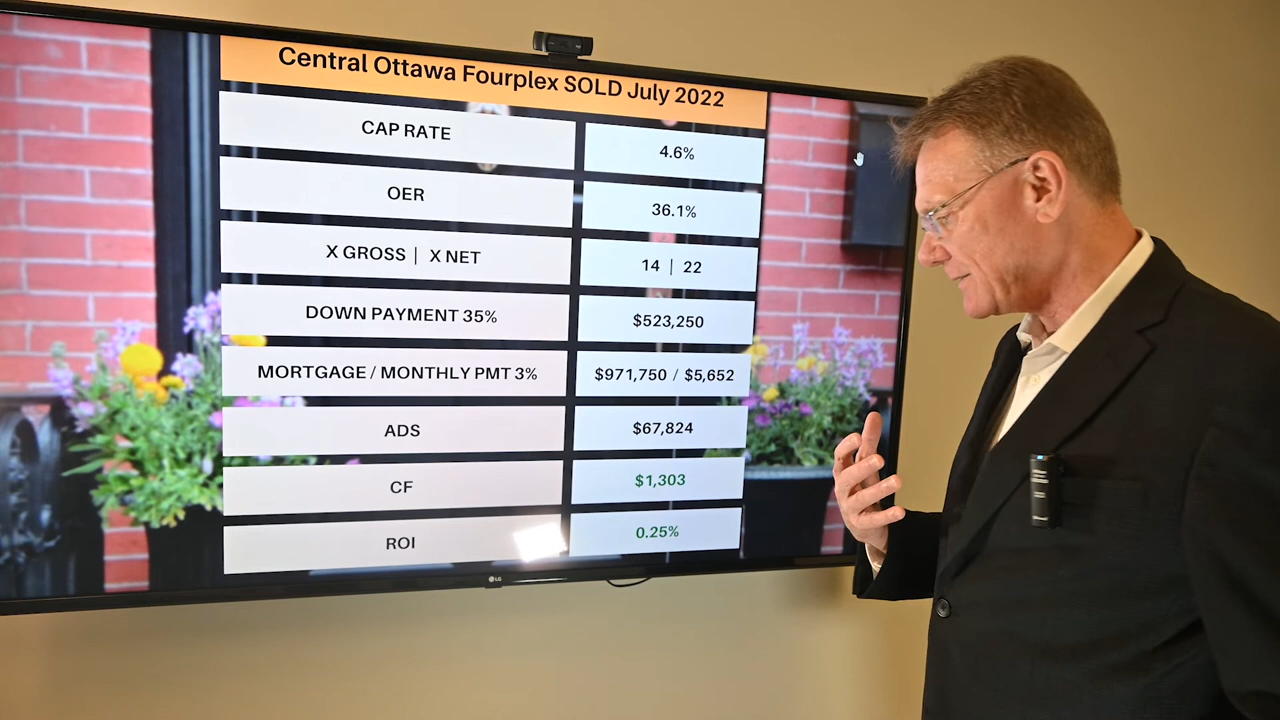 Central Ottawa Fourplex SOLD July 2022
CAP RATE 4.6%
OER 36.1%
X GROSS | X NET 14 | 22
DOWN PAYMENT 35% $523,250
MORTGAGE / MONTHLY PMT 3% $971,750 / $5,652
ADS $67,824
CF $1,303
ROI 0.25%
LG